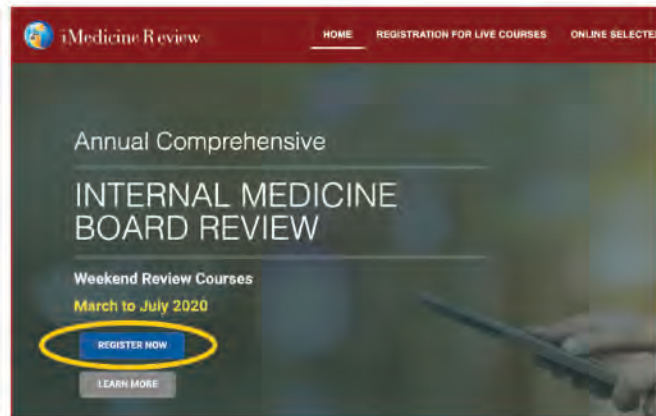 iMedicine Review
HOME REGISTRATION FOR LIVE COURSES ONLINE SELECTED
Annual Comprehensive
INTERNAL MEDICINE
BOARD REVIEW
Weekend Review Courses
March to July 2020
REGISTER NOW
LEARN MORE